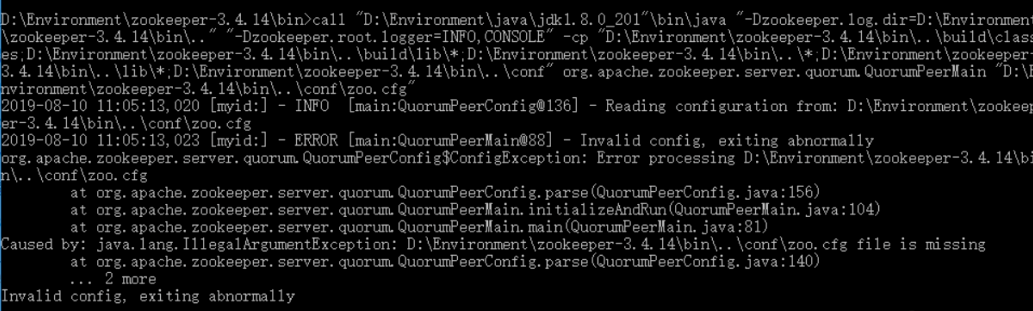 D:\Environment\zookeeper-3.4.14\bin>call "D:\Environment\java\jdk1.8.0_201"\bin\java "-Dzookeeper.log.dir=D:\Environmen
\zookeeper-3.4.14\bin\.." "-Dzookeeper.root.logger=INFO,CONSOLE" -cp "D:\Environment\zookeeper-3.4.14\bin\..\build\class
es;D:\Environment\zookeeper-3.4.14\bin\..\build\lib\*;D:\Environment\zookeeper-3.4.14\bin\..\*;D:\Environment\zookeeper-
3.4.14\bin\..\lib\*;D:\Environment\zookeeper-3.4.14\bin\..\conf" org.apache.zookeeper.server.quorum.QuorumPeerMain "D:\E
nvironment\zookeeper-3.4.14\bin\..\conf\zoo.cfg"
2019-08-10 11:05:13,020 [myid:] - INFO  [main:QuorumPeerConfig@136] - Reading configuration from: D:\Environment\zookeep
er-3.4.14\bin\..\conf\zoo.cfg
2019-08-10 11:05:13,023 [myid:] - ERROR [main:QuorumPeerMain@88] - Invalid config, exiting abnormally
org.apache.zookeeper.server.quorum.QuorumPeerConfig$ConfigException: Error processing D:\Environment\zookeeper-3.4.14\bi
n\..\conf\zoo.cfg
at org.apache.zookeeper.server.quorum.QuorumPeerConfig.parse(QuorumPeerConfig.java:156)
at org.apache.zookeeper.server.quorum.QuorumPeerMain.initializeAndRun(QuorumPeerMain.java:104)
at org.apache.zookeeper.server.quorum.QuorumPeerMain.main(QuorumPeerMain.java:81)
Caused by: java.lang.IllegalArgumentException: D:\Environment\zookeeper-3.4.14\bin\..\conf\zoo.cfg file is missing
at org.apache.zookeeper.server.quorum.QuorumPeerConfig.parse(QuorumPeerConfig.java:140)
... 2 more
Invalid config, exiting abnormally